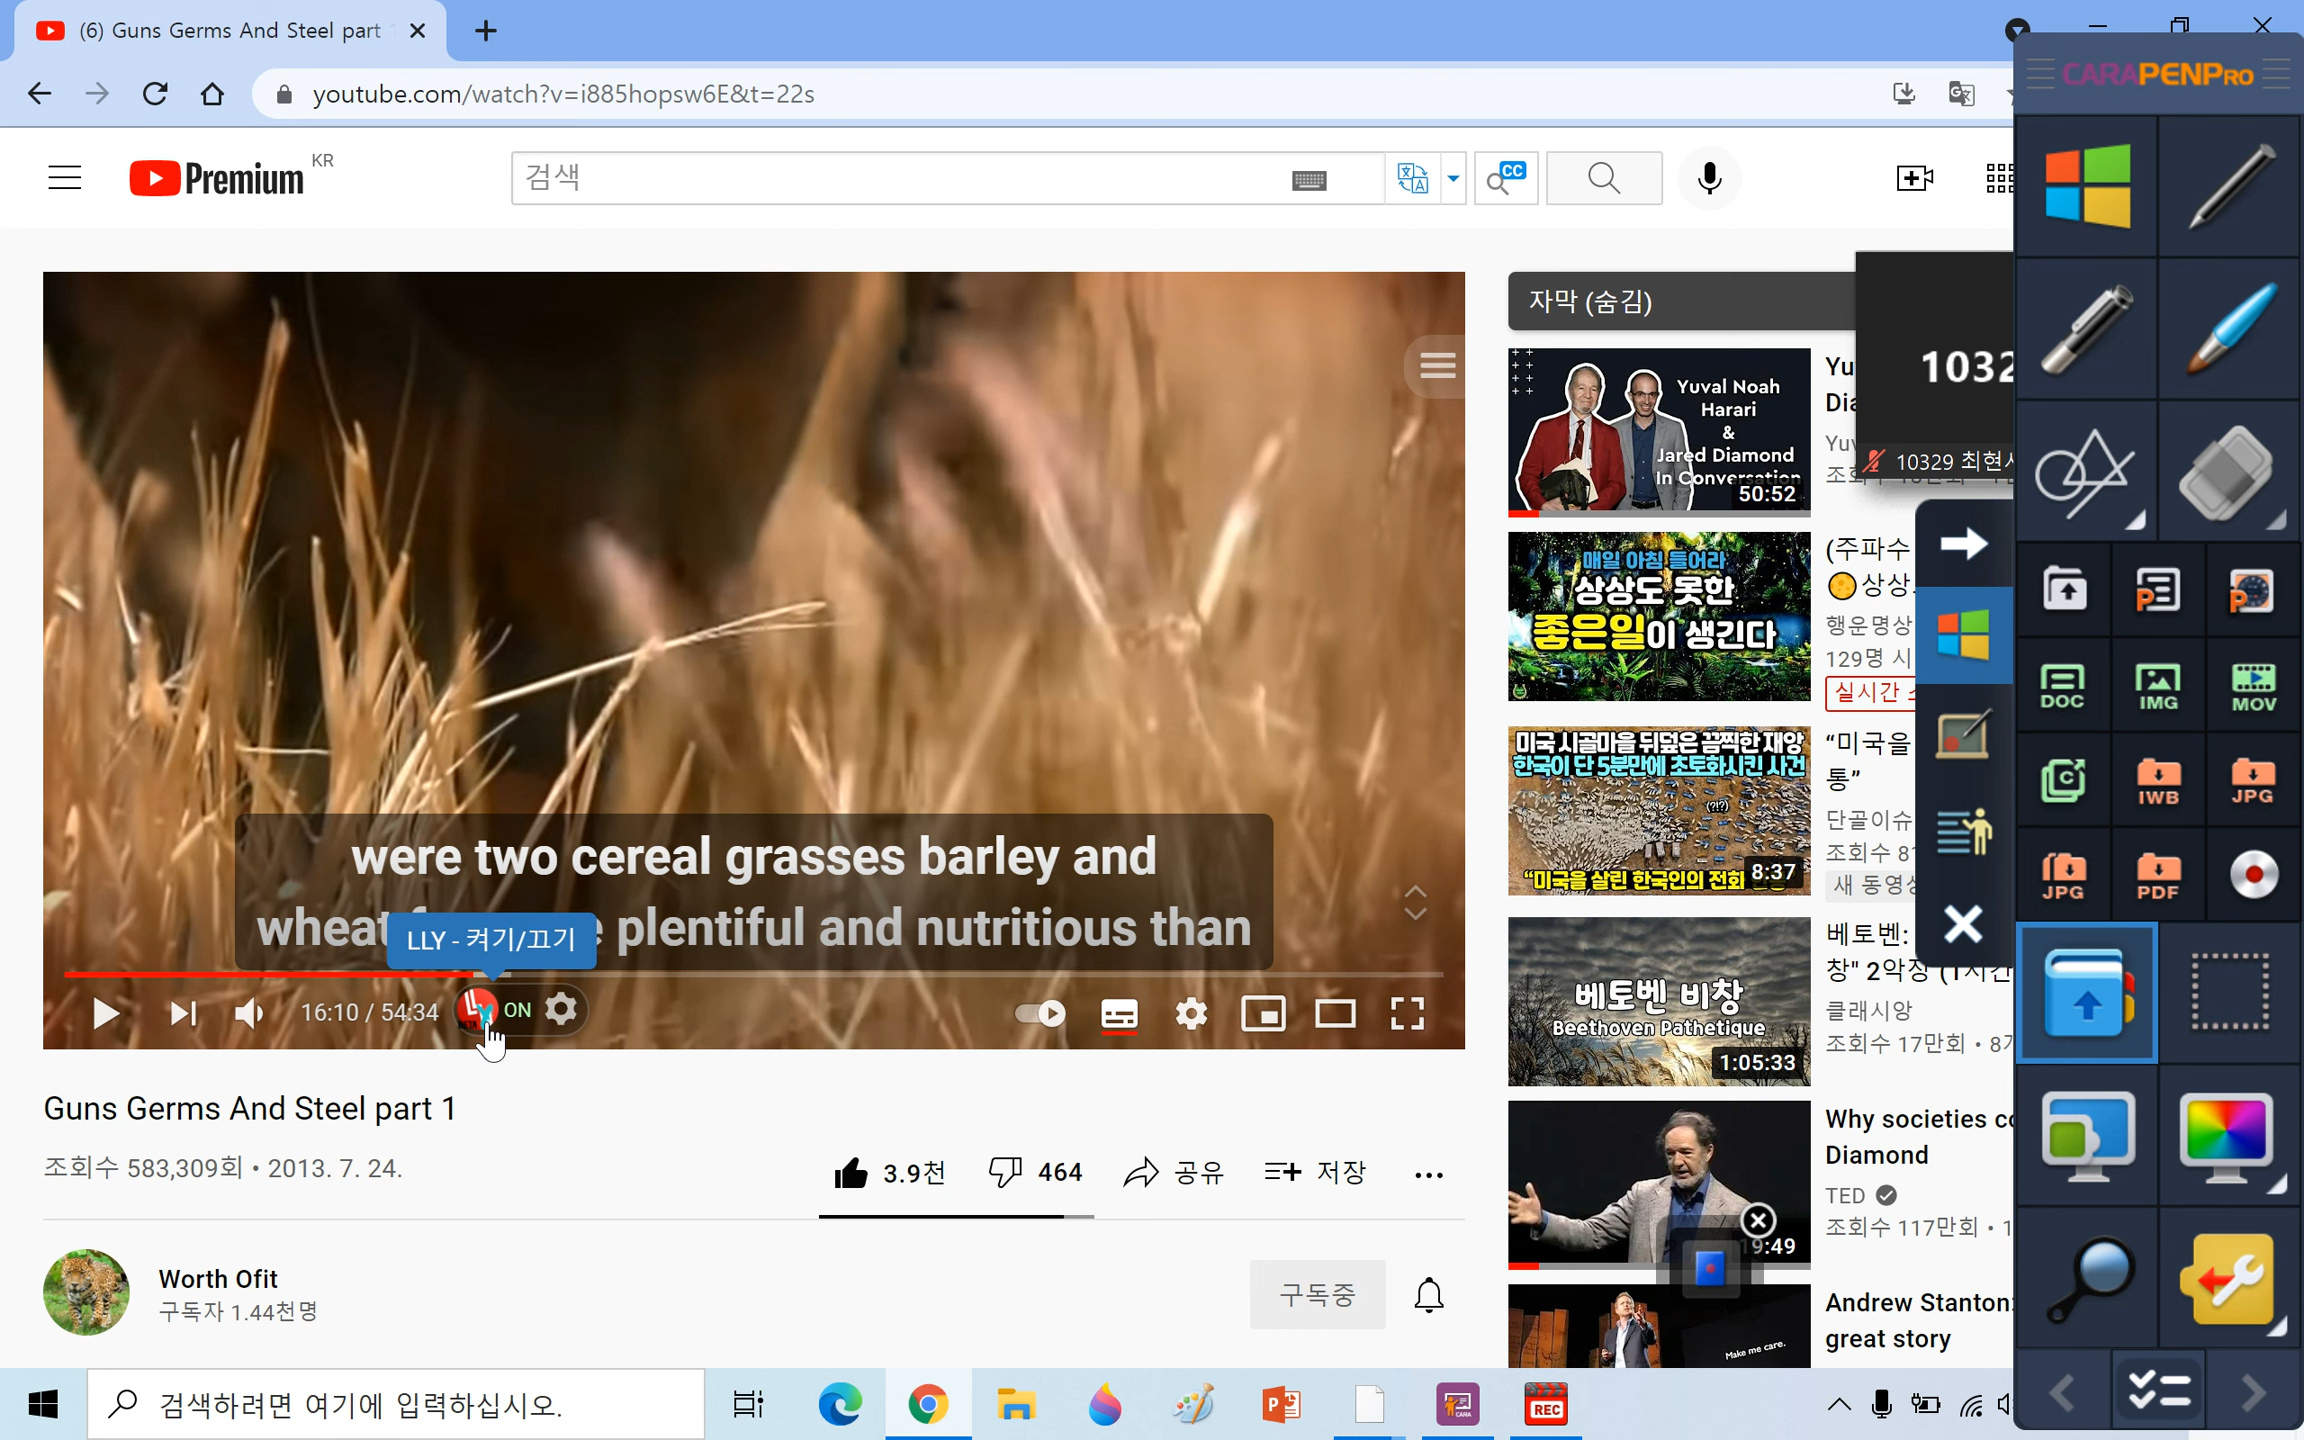 (6) Guns Germs And Steel part
youtube.com/watch?v=i885hopsw6E&t=22s
CARAPENPRO
Premium KR
검색
CC
자막 (숨김)
1032
10329 최현
Yuval Noah
Harari
&
Jared Diamond
In Conversation
50:52
Yu
Dia
Yuv
매일 아침 들어라
상상도 못한
좋은일이 생긴다
(주파수
상상
행운명상
129명 시
실시간
미국 시골마을 뒤덮은 끔찍한 재앙
한국이 단 5분만에 초토화시킨 사건
(?!?)
“미국을 살린 한국인의 전화
8:37
“미국을
통”
단골이슈
조회수 8
새 동영상
베토벤 비창
Beethoven Pathetique
1:05:33
베토벤:
창" 2악장 (1시간
클래시앙
조회수 17만회 • 8
19:49
Why societies co
Diamond
TED
조회수 117만회 • 1
Make me care.
Andrew Stanton:
great story
DOC
IMG
MOV
IWB
JPG
JPG
PDF
were two cereal grasses barley and
wheat plentiful and nutritious than
LLY - 켜기/끄기
16:10 / 54:34
ON
Guns Germs And Steel part 1
조회수 583,309회 • 2013. 7. 24.
3.9천
464
공유
저장
Worth Ofit
구독자 1.44천명
구독중
검색하려면 여기에 입력하십시오.
CARA
REC